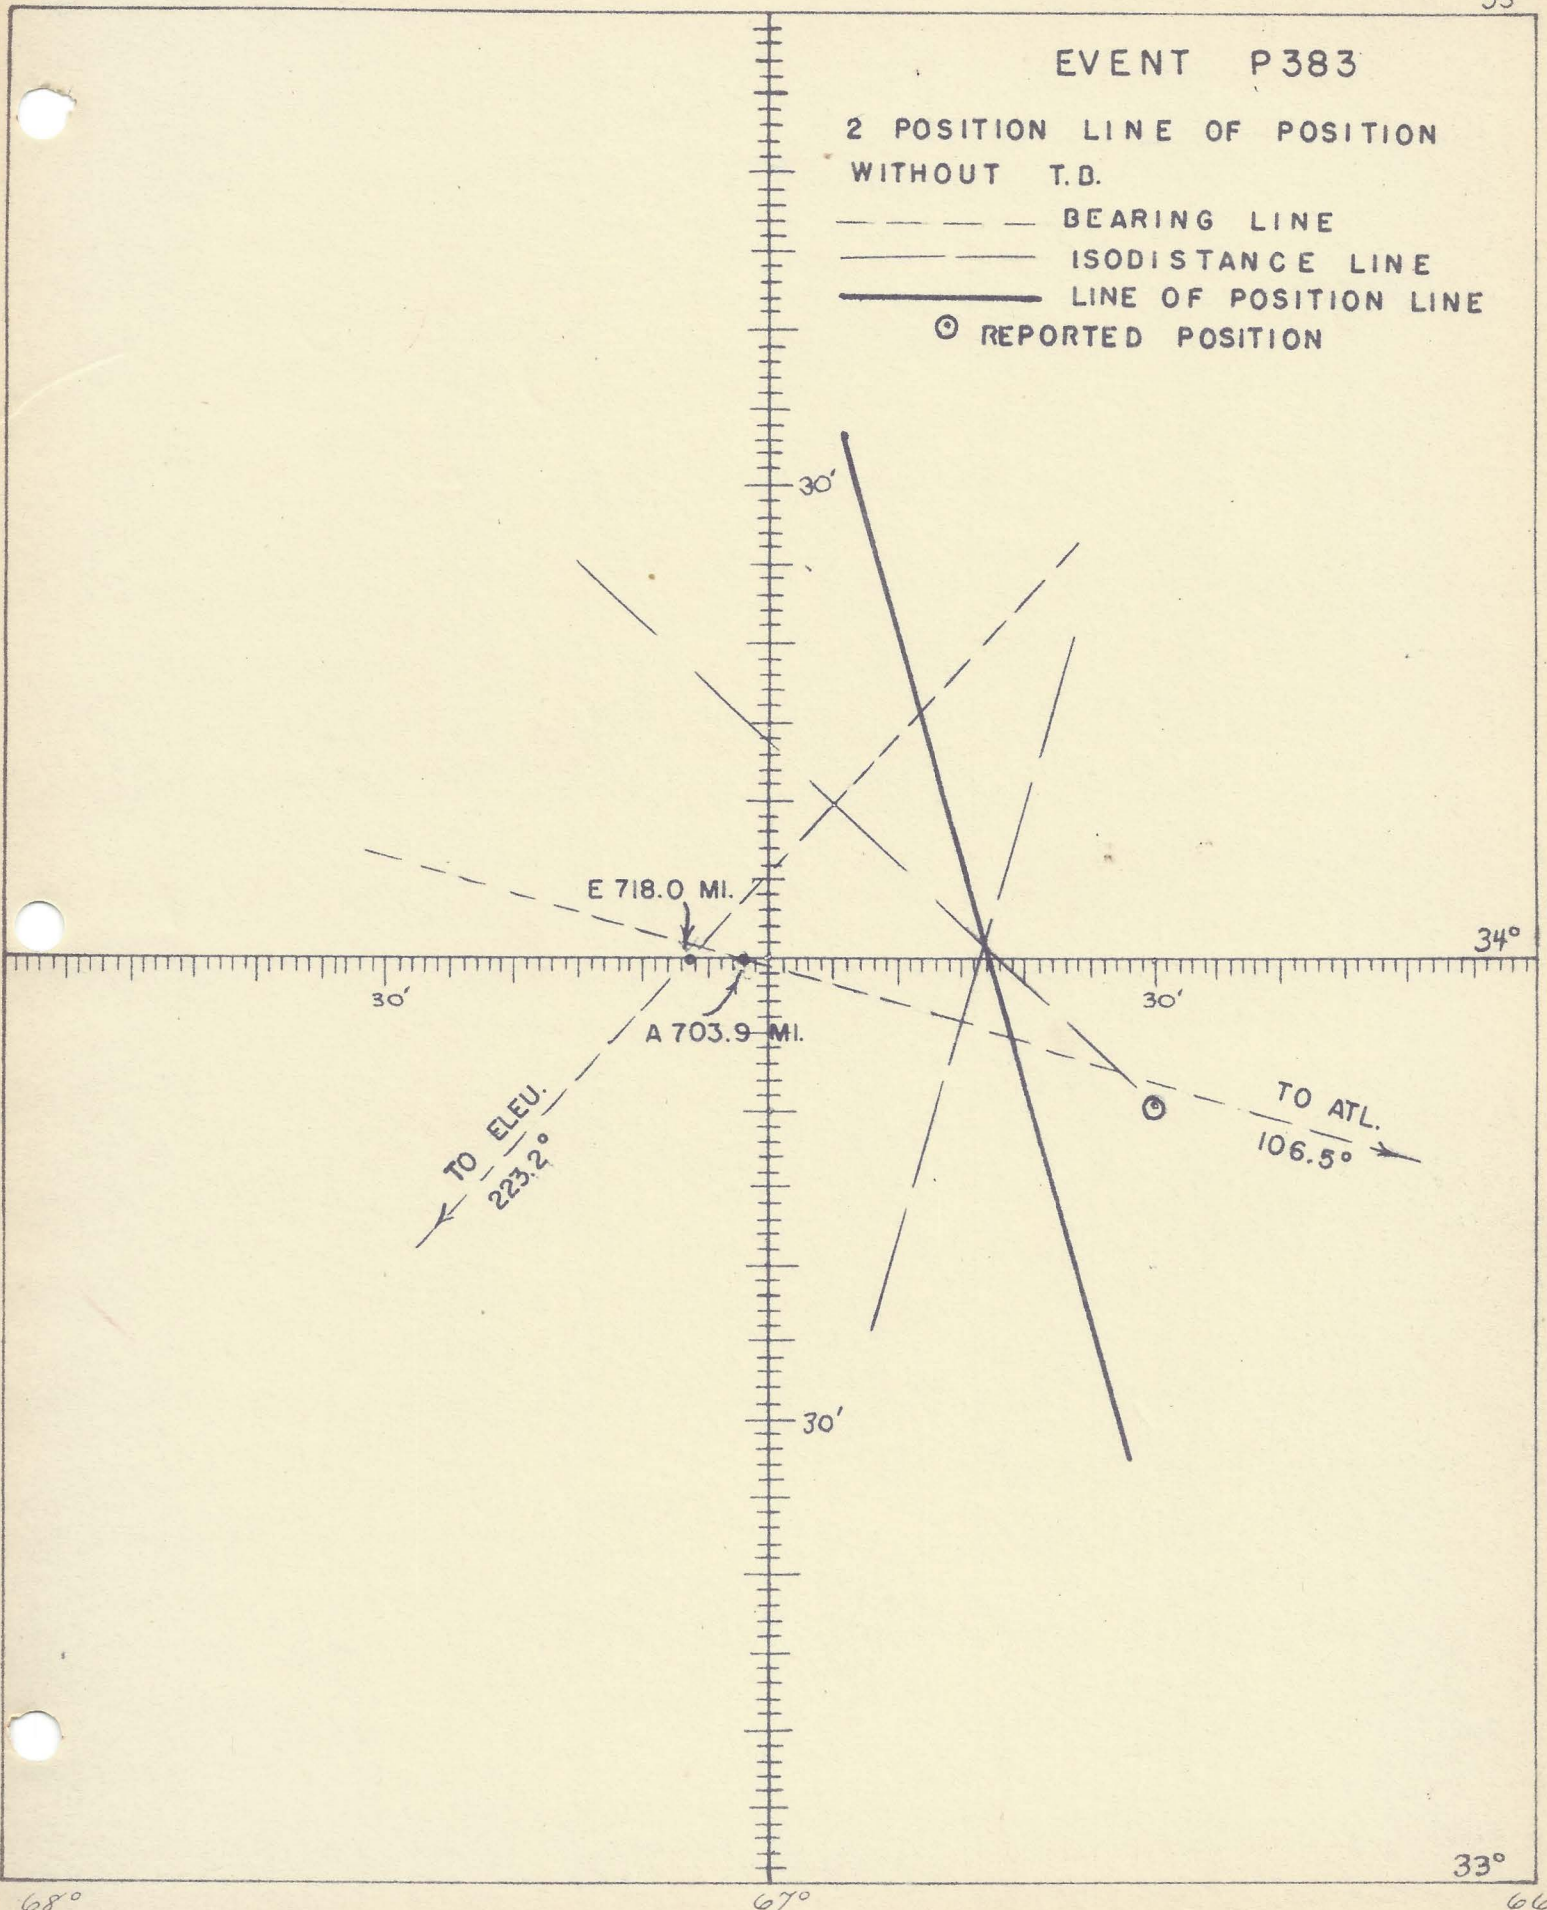 EVENT P383
2 POSITION LINE OF POSITION
WITHOUT T.D.
BEARING LINE
ISODISTANCE LINE
LINE OF POSITION LINE
REPORTED POSITION
30'
E 718.0 MI.
34°
30'
30'
A 703.9 MI.
TO ELEU.
223.2°
TO ATL.
106.5°
30'
33°
68°
67°
66